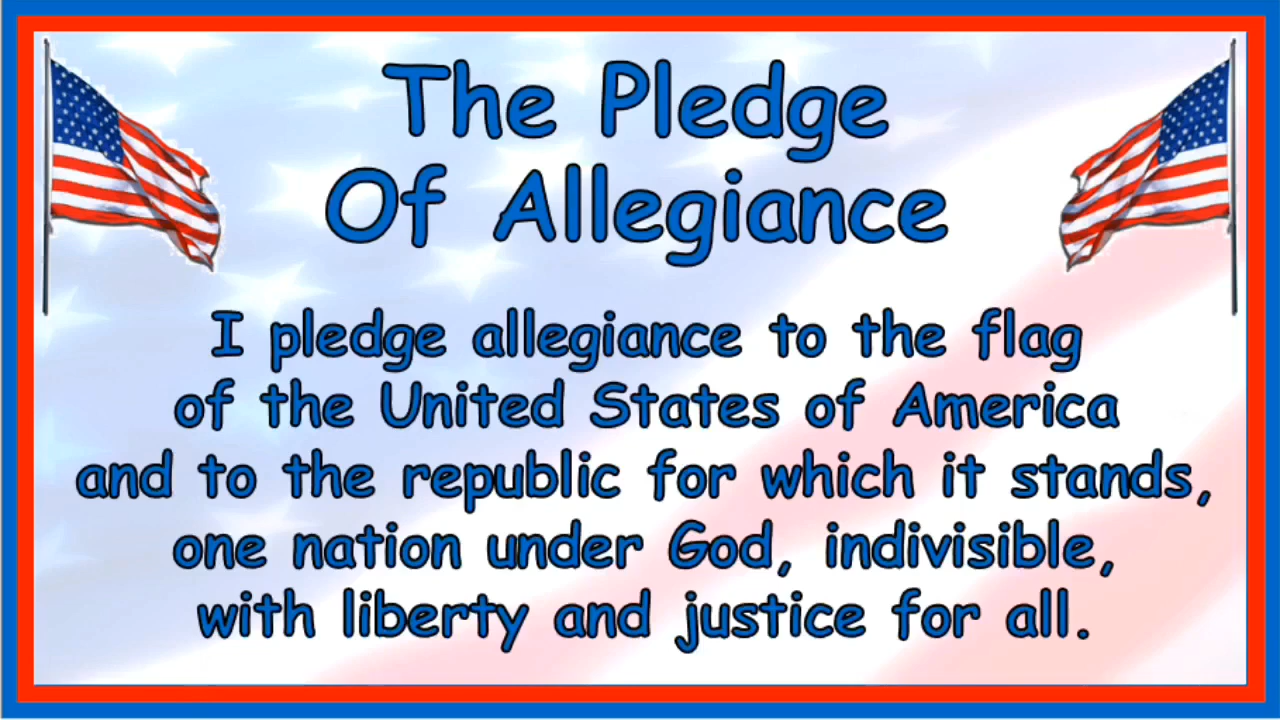 The Pledge
Of Allegiance
I pledge allegiance to the flag
of the United States of America
and to the republic for which it stands,
one nation under God, indivisible,
with liberty and justice for all.